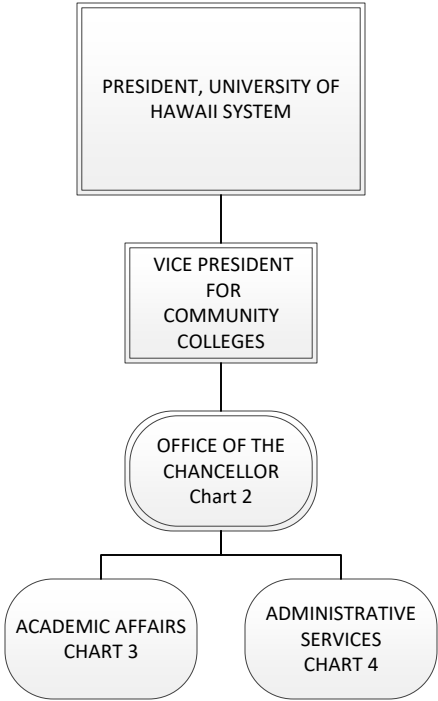 PRESIDENT, UNIVERSITY OF
HAWAII SYSTEM
VICE PRESIDENT
FOR
COMMUNITY
COLLEGES
OFFICE OF THE
CHANCELLOR
Chart 2
ACADEMIC AFFAIRS
CHART 3
ADMINISTRATIVE
SERVICES
CHART 4